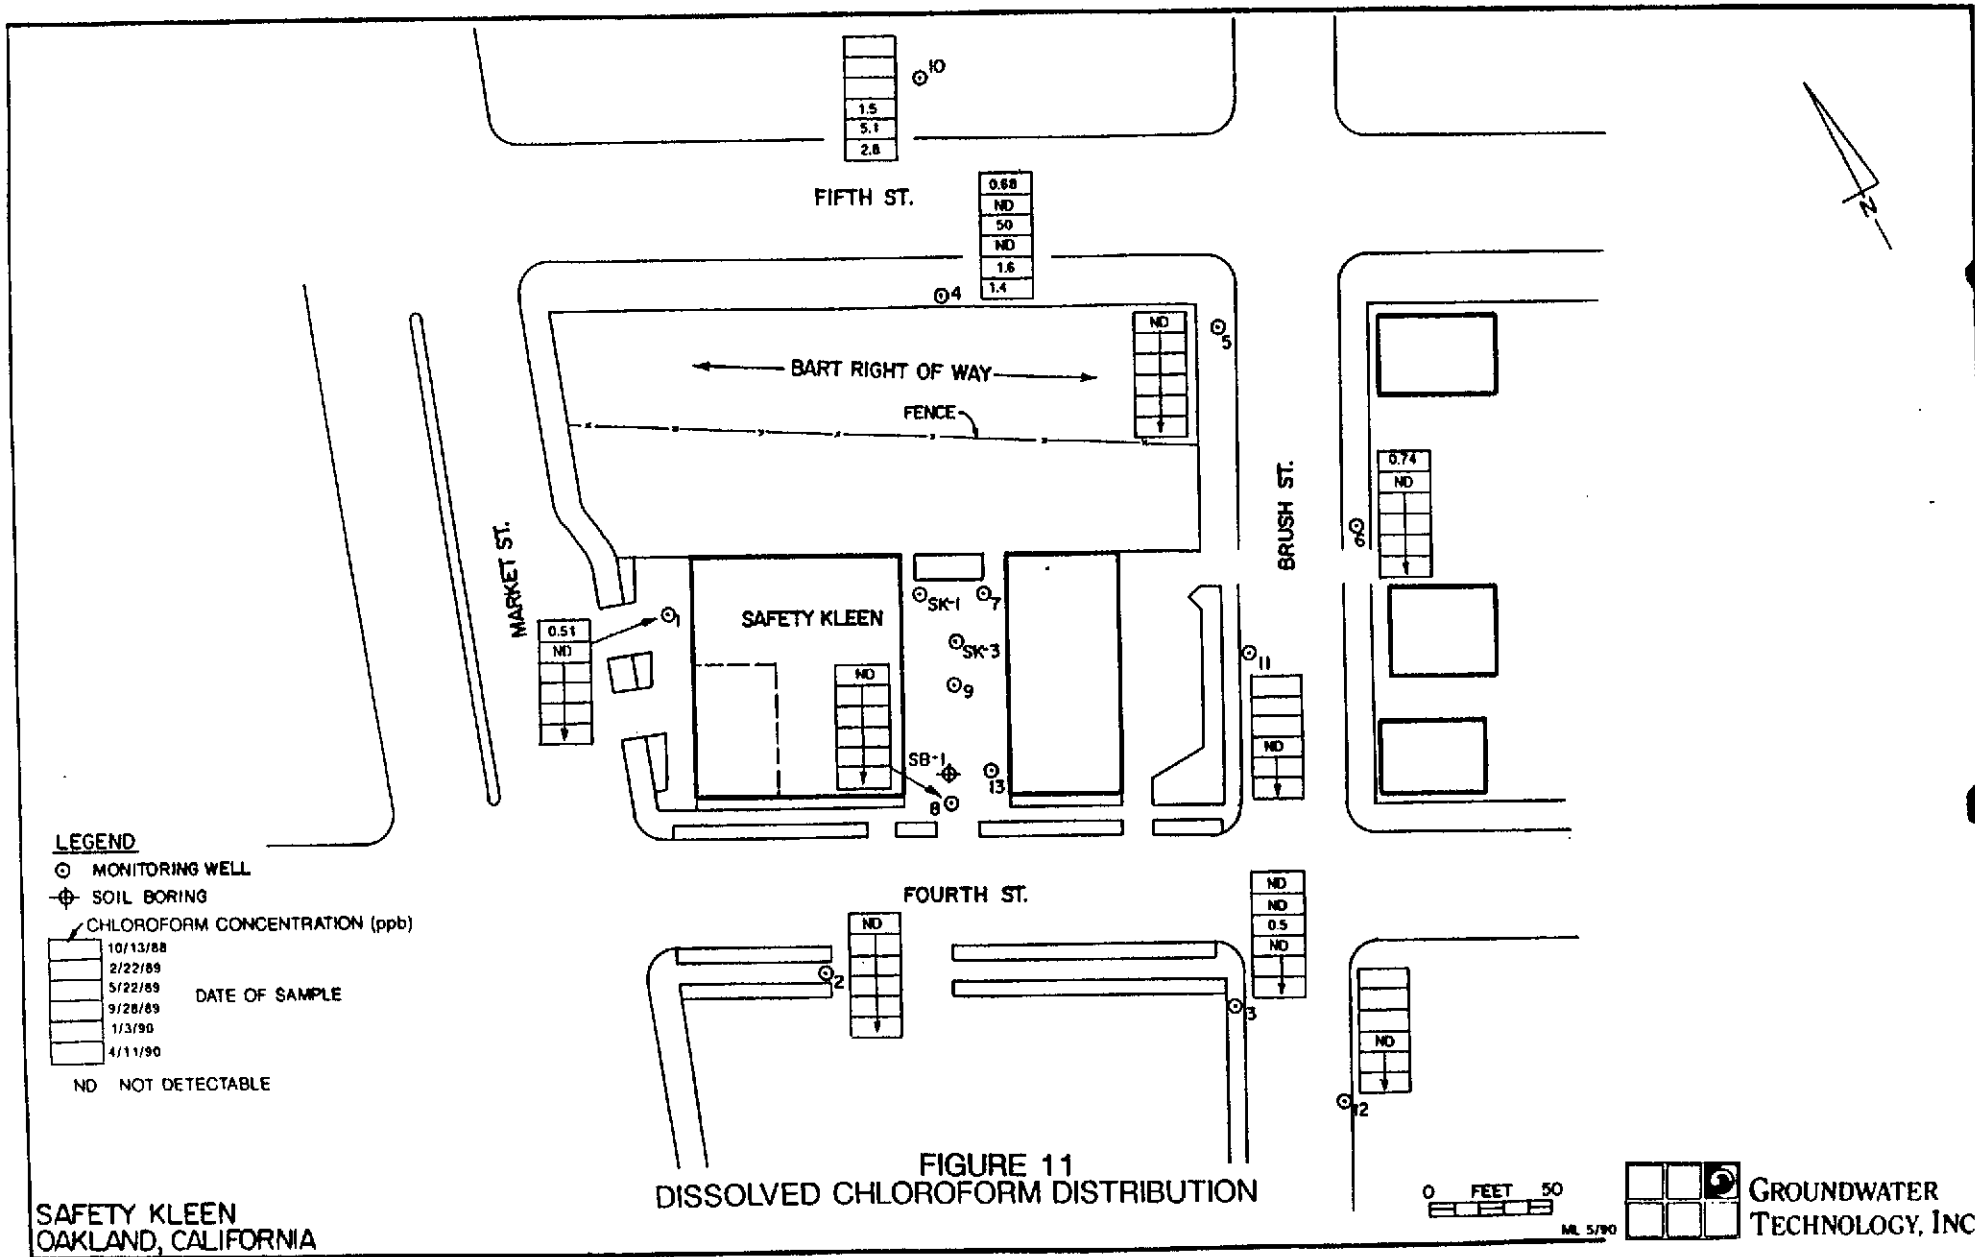 10
1.5
5.1
2.8
FIFTH ST.
0.68
ND
50
ND
1.6
1.4
4
ND
5
BART RIGHT OF WAY
FENCE
x x y x x x x
N
BRUSH ST.
0.74
ND
6
MARKET ST.
0.51
ND
1
SAFETY KLEEN
SK-1
7
SK-3
9
ND
SB-1
8
13
11
ND
LEGEND
MONITORING WELL
SOIL BORING
CHLOROFORM CONCENTRATION (ppb)
10/13/88
2/22/89
5/22/89
9/28/89
1/3/90
4/11/90
DATE OF SAMPLE
ND NOT DETECTABLE
FOURTH ST.
ND
2
ND
ND
0.5
ND
3
ND
12
FIGURE 11
DISSOLVED CHLOROFORM DISTRIBUTION
SAFETY KLEEN
OAKLAND, CALIFORNIA
0 FEET 50
ML 5/90
GROUNDWATER
TECHNOLOGY, INC